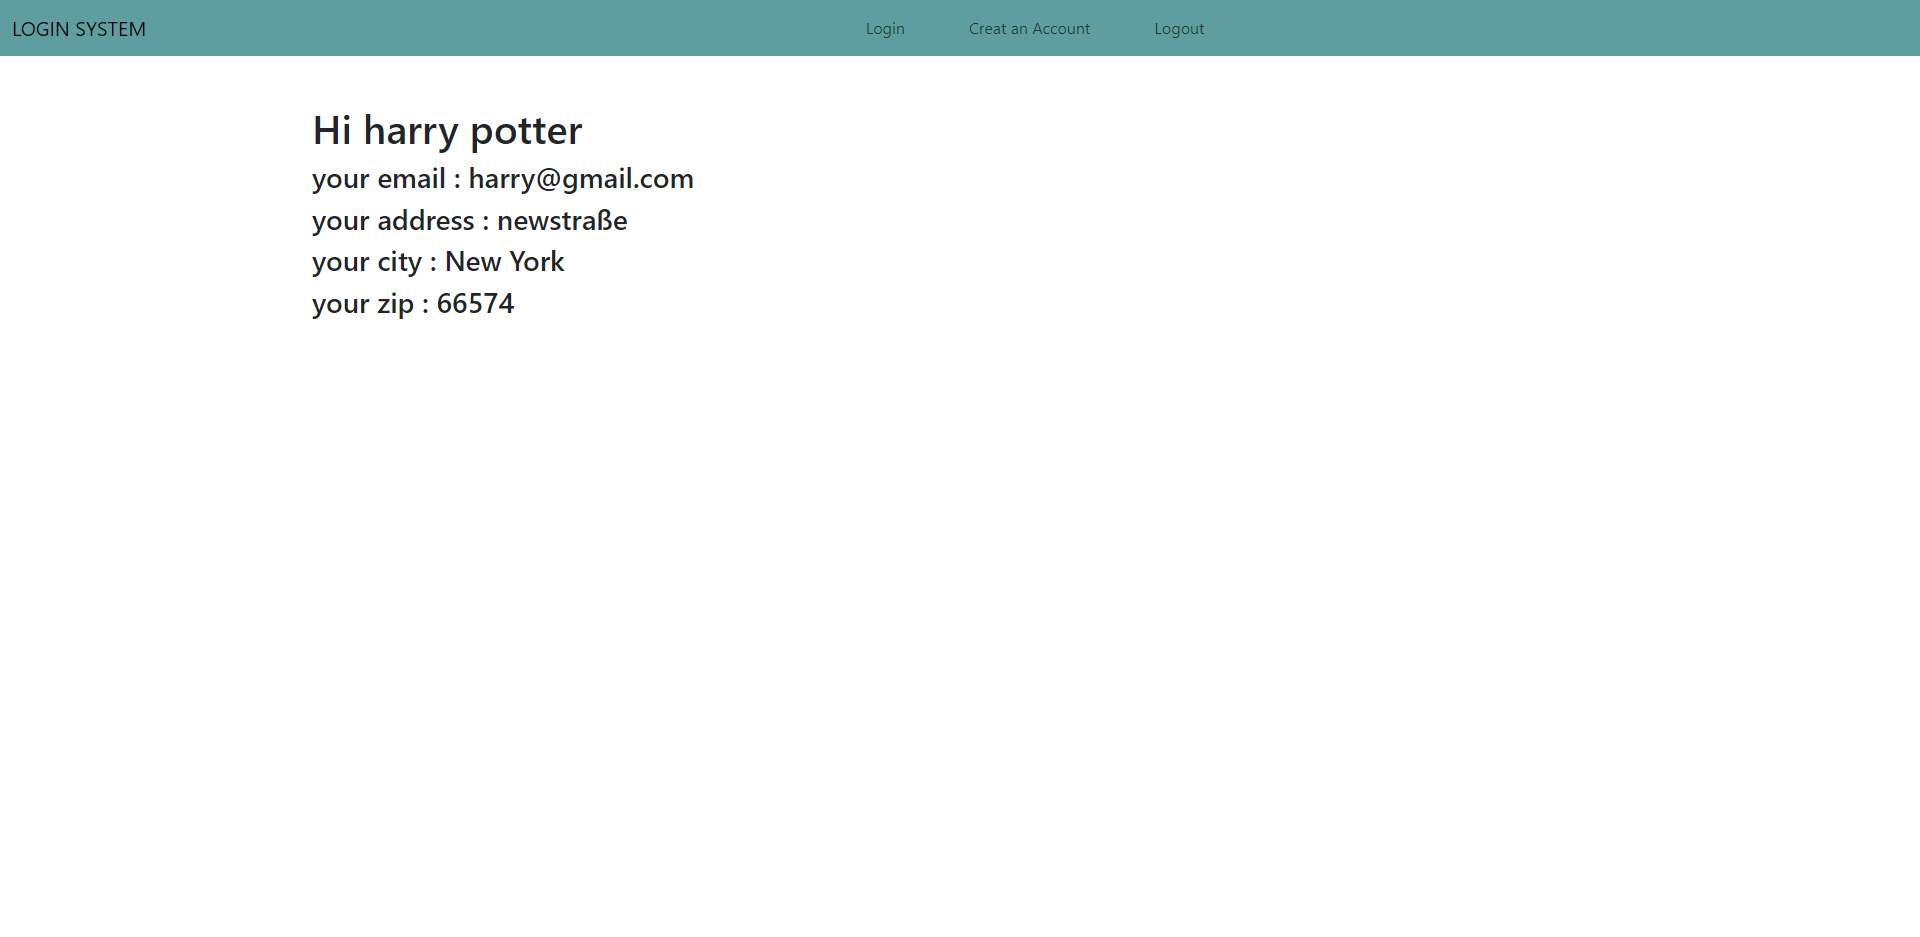 LOGIN SYSTEM Login Creat an Account Logout
Hi harry potter
your email : harry@gmail.com
your address : newstraße
your city : New York
your zip : 66574